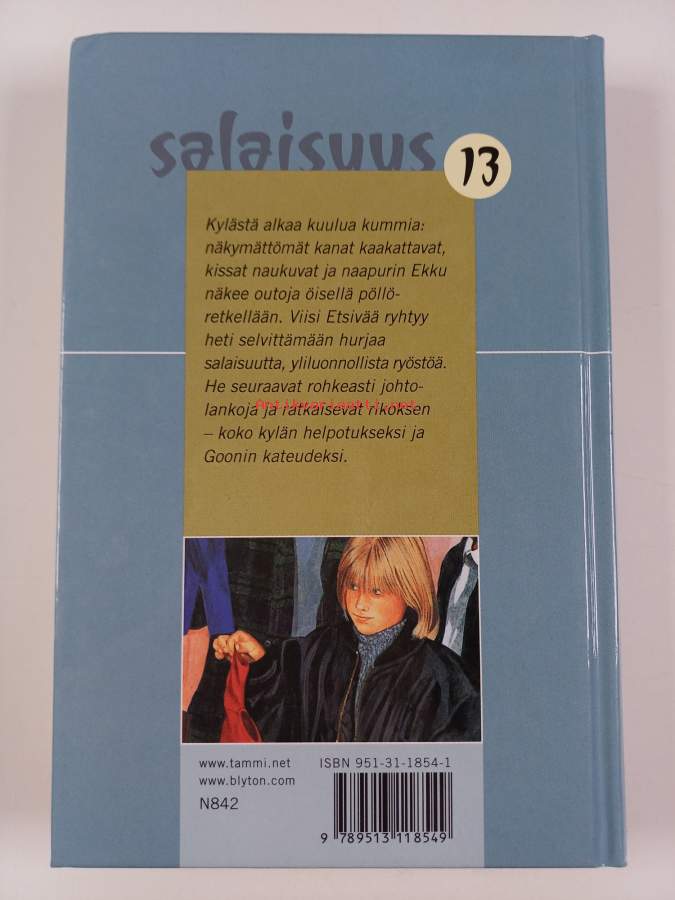 salaisuus
13
Kylästä alkaa kuulua kummia:
näkymättömät kanat kaakattavat,
kissat naukuvat ja naapurin Ekku
näkee outoja öisellä pöllö-
retkellään. Viisi Etsivää ryhtyy
heti selvittämään hurjaa
salaisuutta, yliluonnollista ryöstöä.
He seuraavat rohkeasti johto-
lankoja ja ratkaisevat rikoksen
– koko kylän helpotukseksi ja
Goonin kateudeksi.
Antikvariaatti.net
www.tammi.net
www.blyton.com
N842
ISBN 951-31-1854-1
9 789513 118549